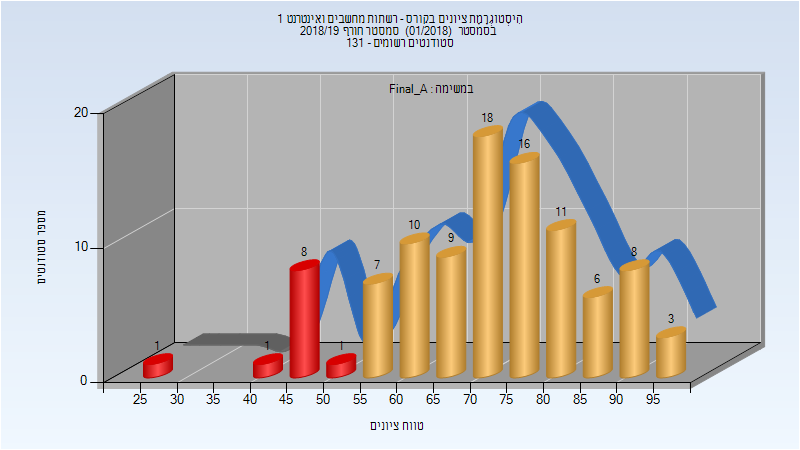 הִיסְטוֹגְרָמַת ציונים בקורס - רשתות מחשבים ואינטרנט 1
בסמסטר (01/2018) סמסטר חורף 2018/19
סטודנטים רשומים - 131
במשימה : Final_A
מספר סטודנטים
20
10
0
1
1
8
1
7
10
9
18
16
11
6
8
3
25 30 35 40 45 50 55 60 65 70 75 80 85 90 95
טווח ציונים